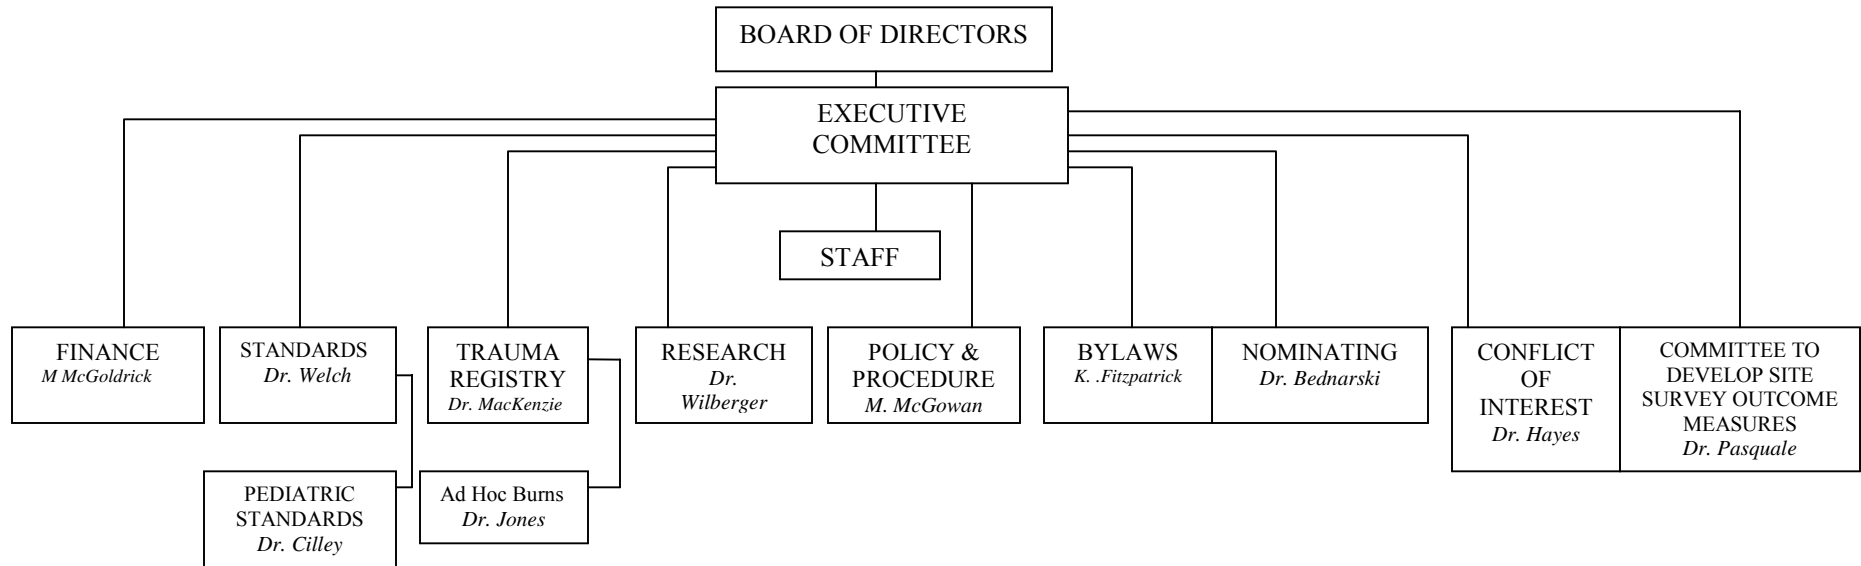 BOARD OF DIRECTORS
EXECUTIVE
COMMITTEE
STAFF
FINANCE
M McGoldrick
STANDARDS
Dr. Welch
TRAUMA
REGISTRY
Dr. MacKenzie
RESEARCH
Dr.
Wilberger
POLICY &
PROCEDURE
M. McGowan
BYLAWS
K. .Fitzpatrick
NOMINATING
Dr. Bednarski
CONFLICT
OF
INTEREST
Dr. Hayes
COMMITTEE TO
DEVELOP SITE
SURVEY OUTCOME
MEASURES
Dr. Pasquale
PEDIATRIC
STANDARDS
Dr. Cilley
Ad Hoc Burns
Dr. Jones